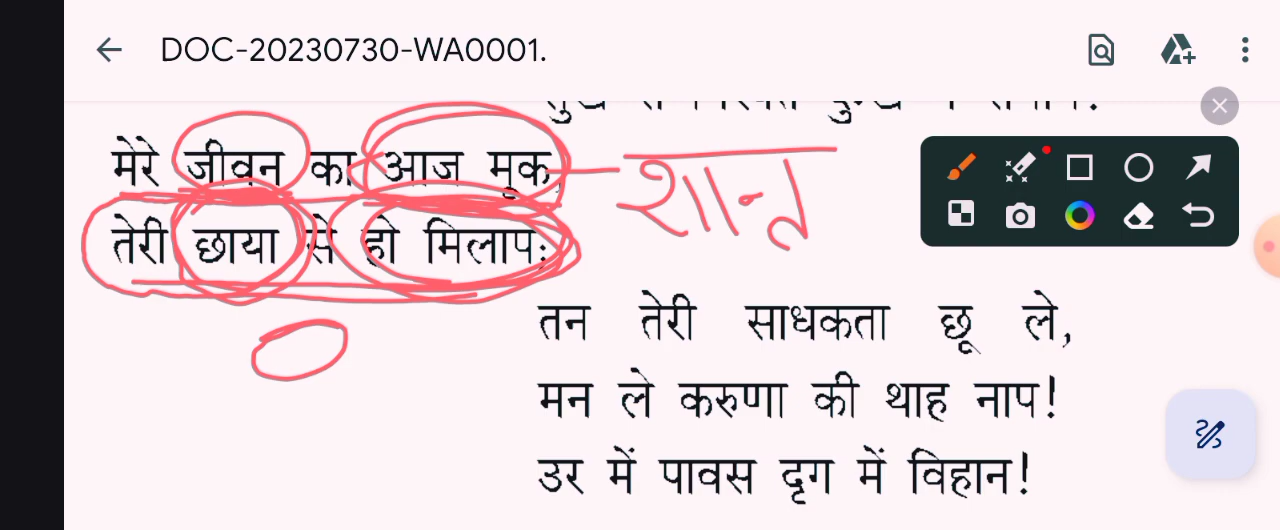 DOC-20230730-WA0001.
मेरे जीवन का आज मूक,
शान्त
तेरी छाया से हो मिलापः
तन तेरी साधकता छू ले,
मन ले करुणा की थाह नाप!
उर में पावस दृग में विहान!